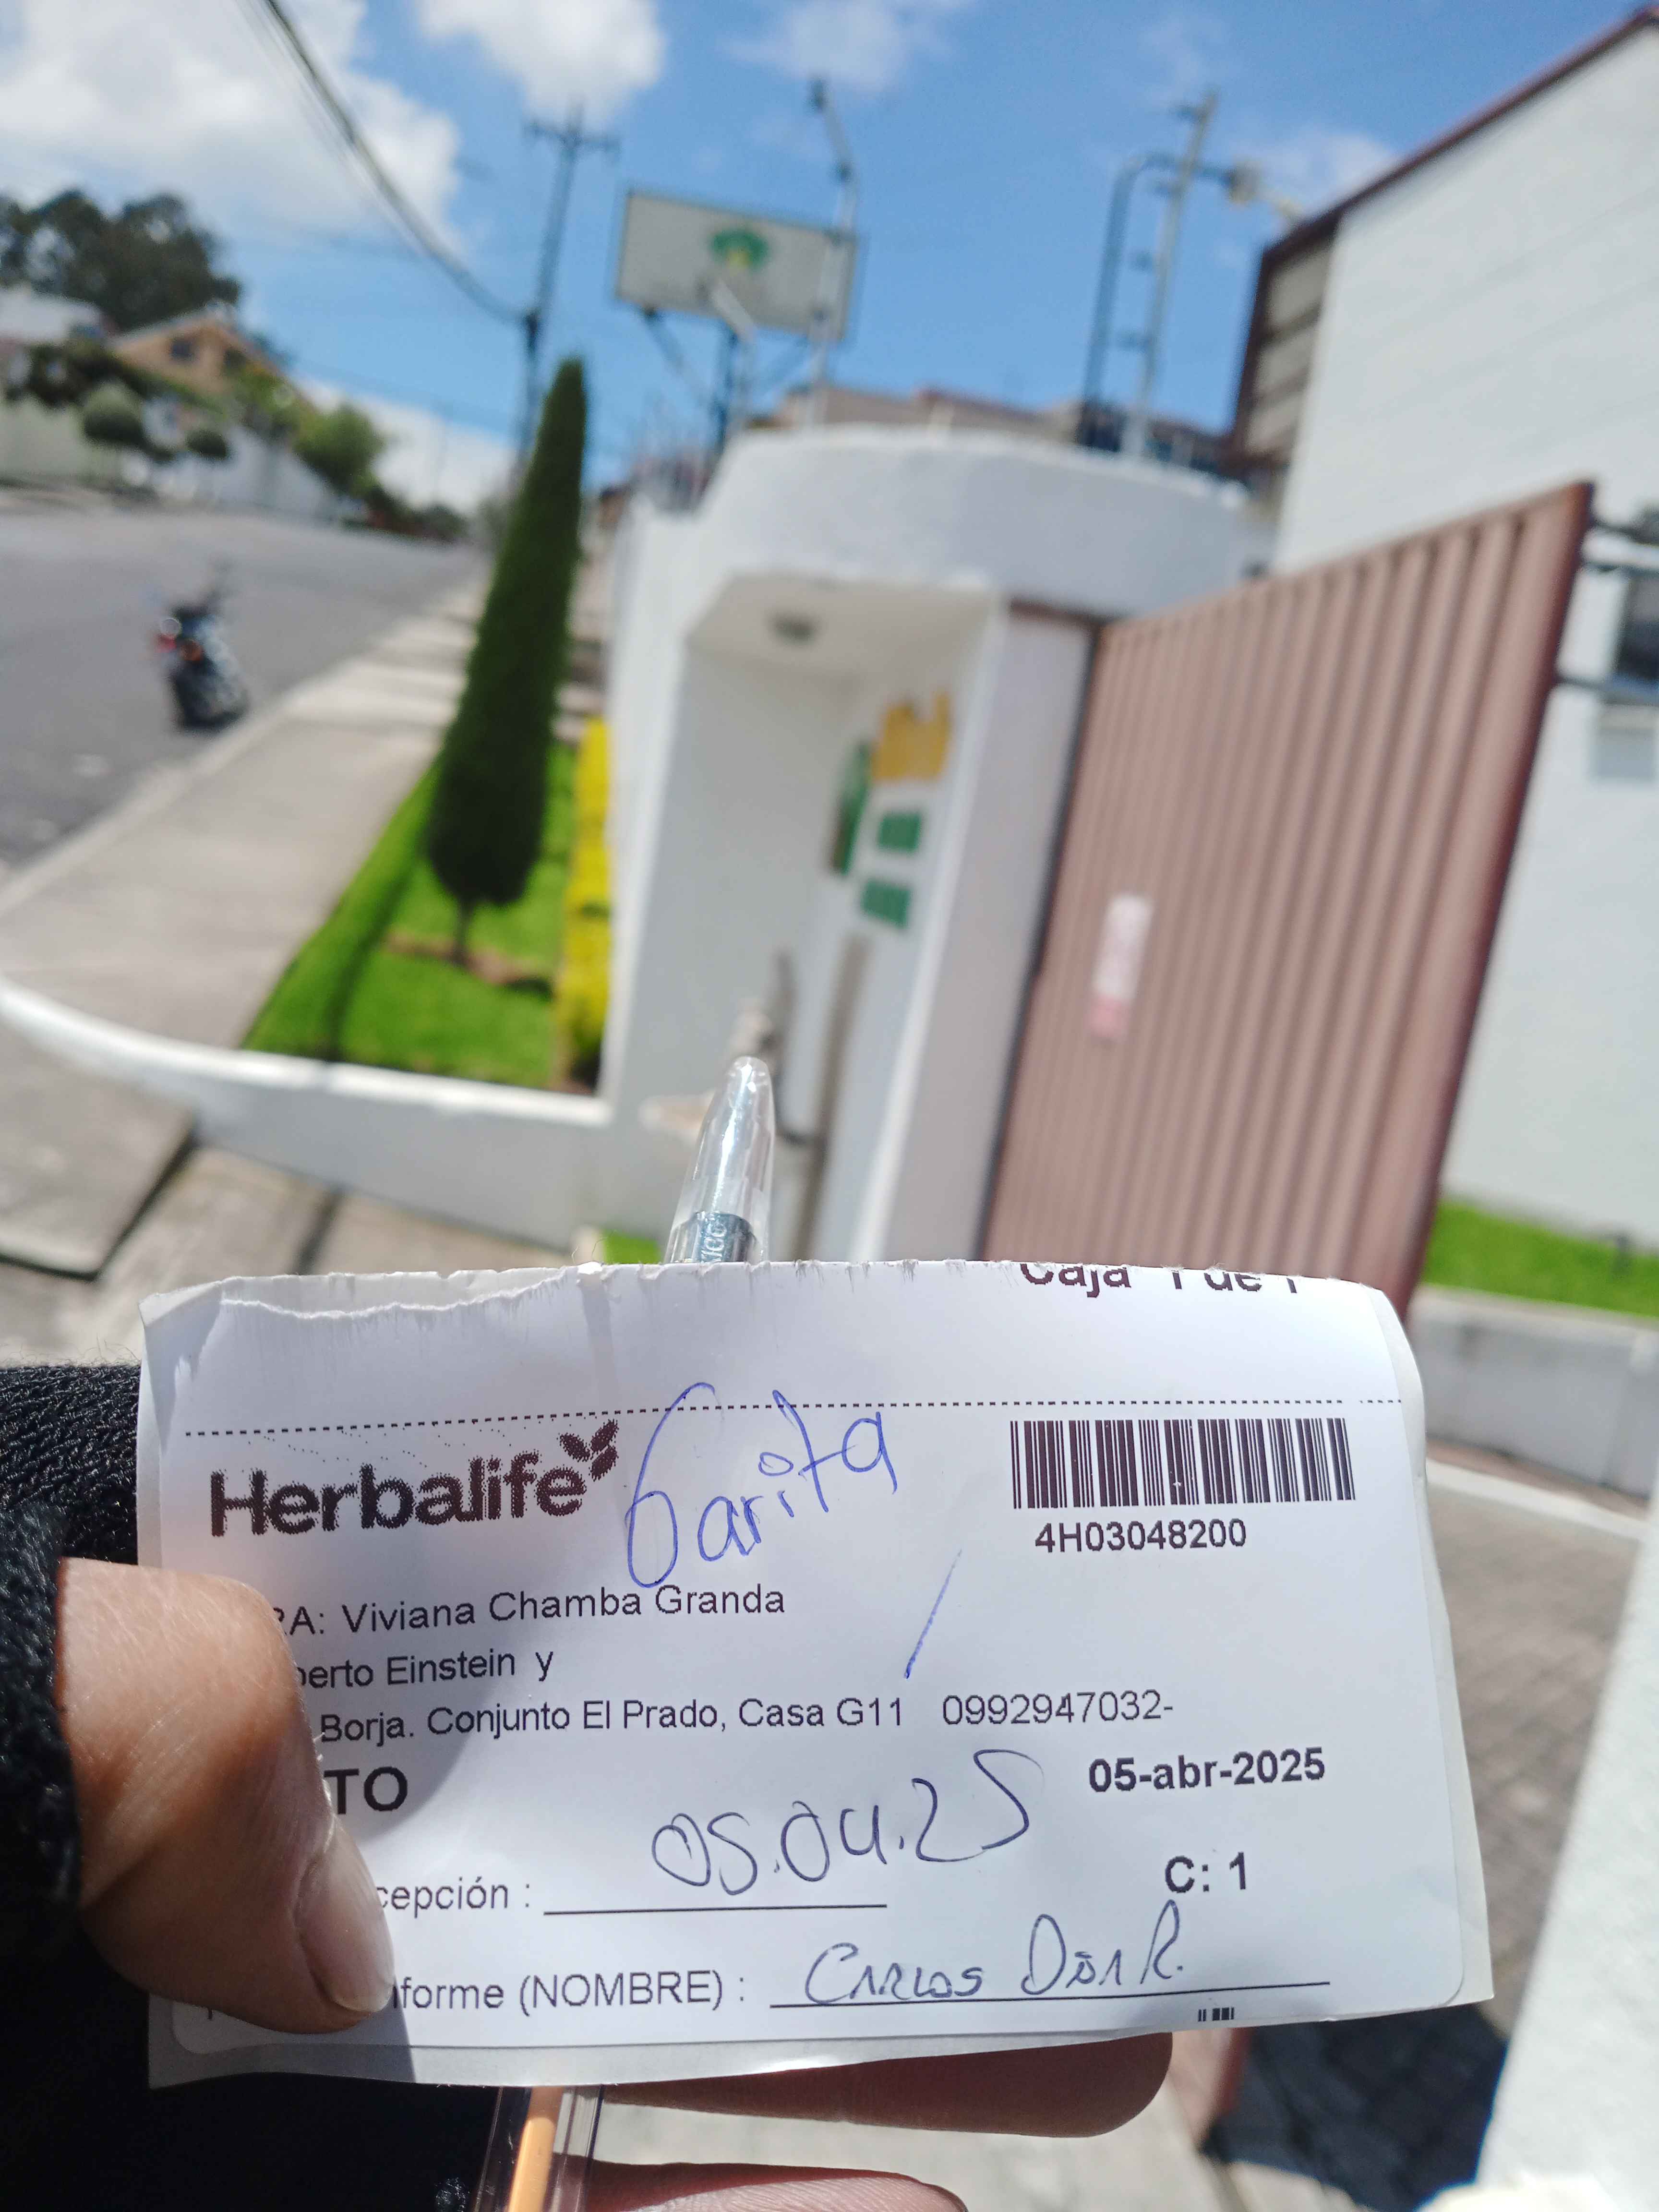 Caja 1 de 1
Herbalife
Garita
4H03048200
RA: Viviana Chamba Granda
berto Einstein y
Borja. Conjunto El Prado, Casa G11 0992947032-
TO
05-abr-2025
cepción : 05.04.25
C: 1
nforme (NOMBRE) : CARLOS